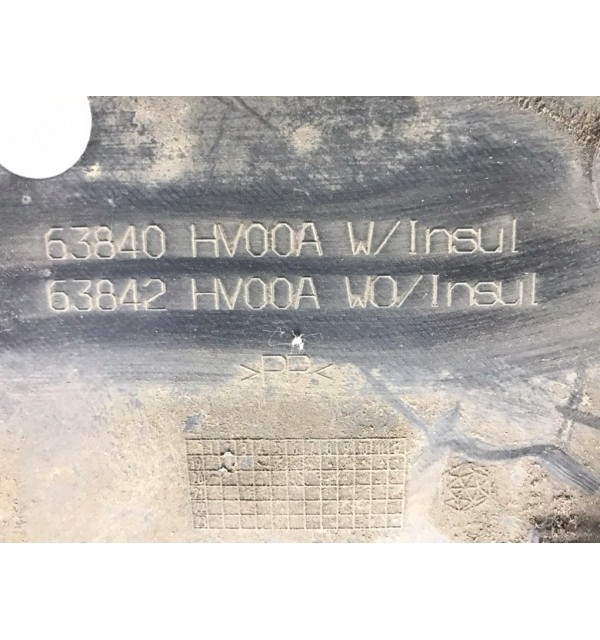 63840 HV00A W/Insul
63842 HV00A WO/Insul
>PP<